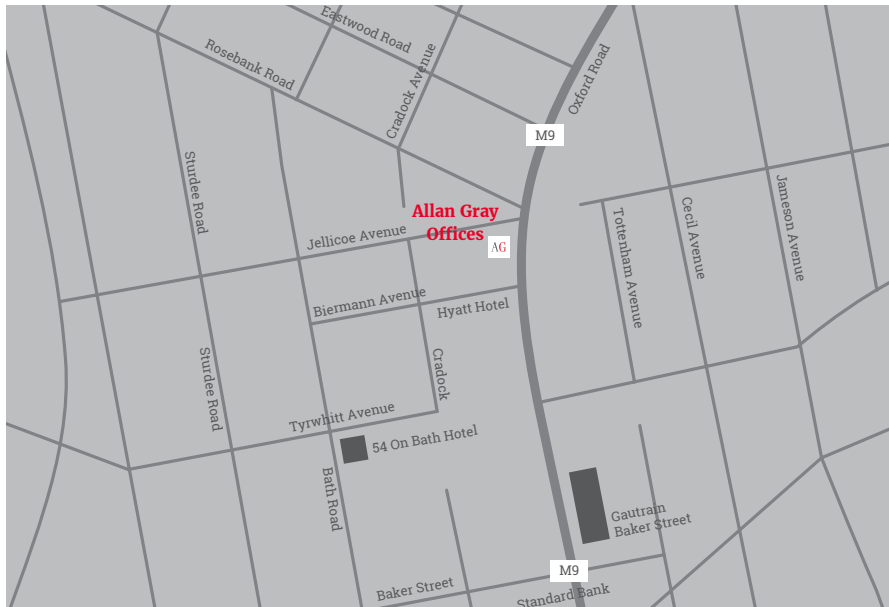 Eastwood Road
Rosebank Road
Cradock Avenue
Oxford Road
M9
Sturdee Road
Allan Gray
Offices
AG
Jellicoe Avenue
Tottenham Avenue
Cecil Avenue
Jameson Avenue
Biermann Avenue
Hyatt Hotel
Sturdee Road
Cradock
Tyrwhitt Avenue
54 On Bath Hotel
Bath Road
Gautrain
Baker Street
M9
Baker Street
Standard Bank